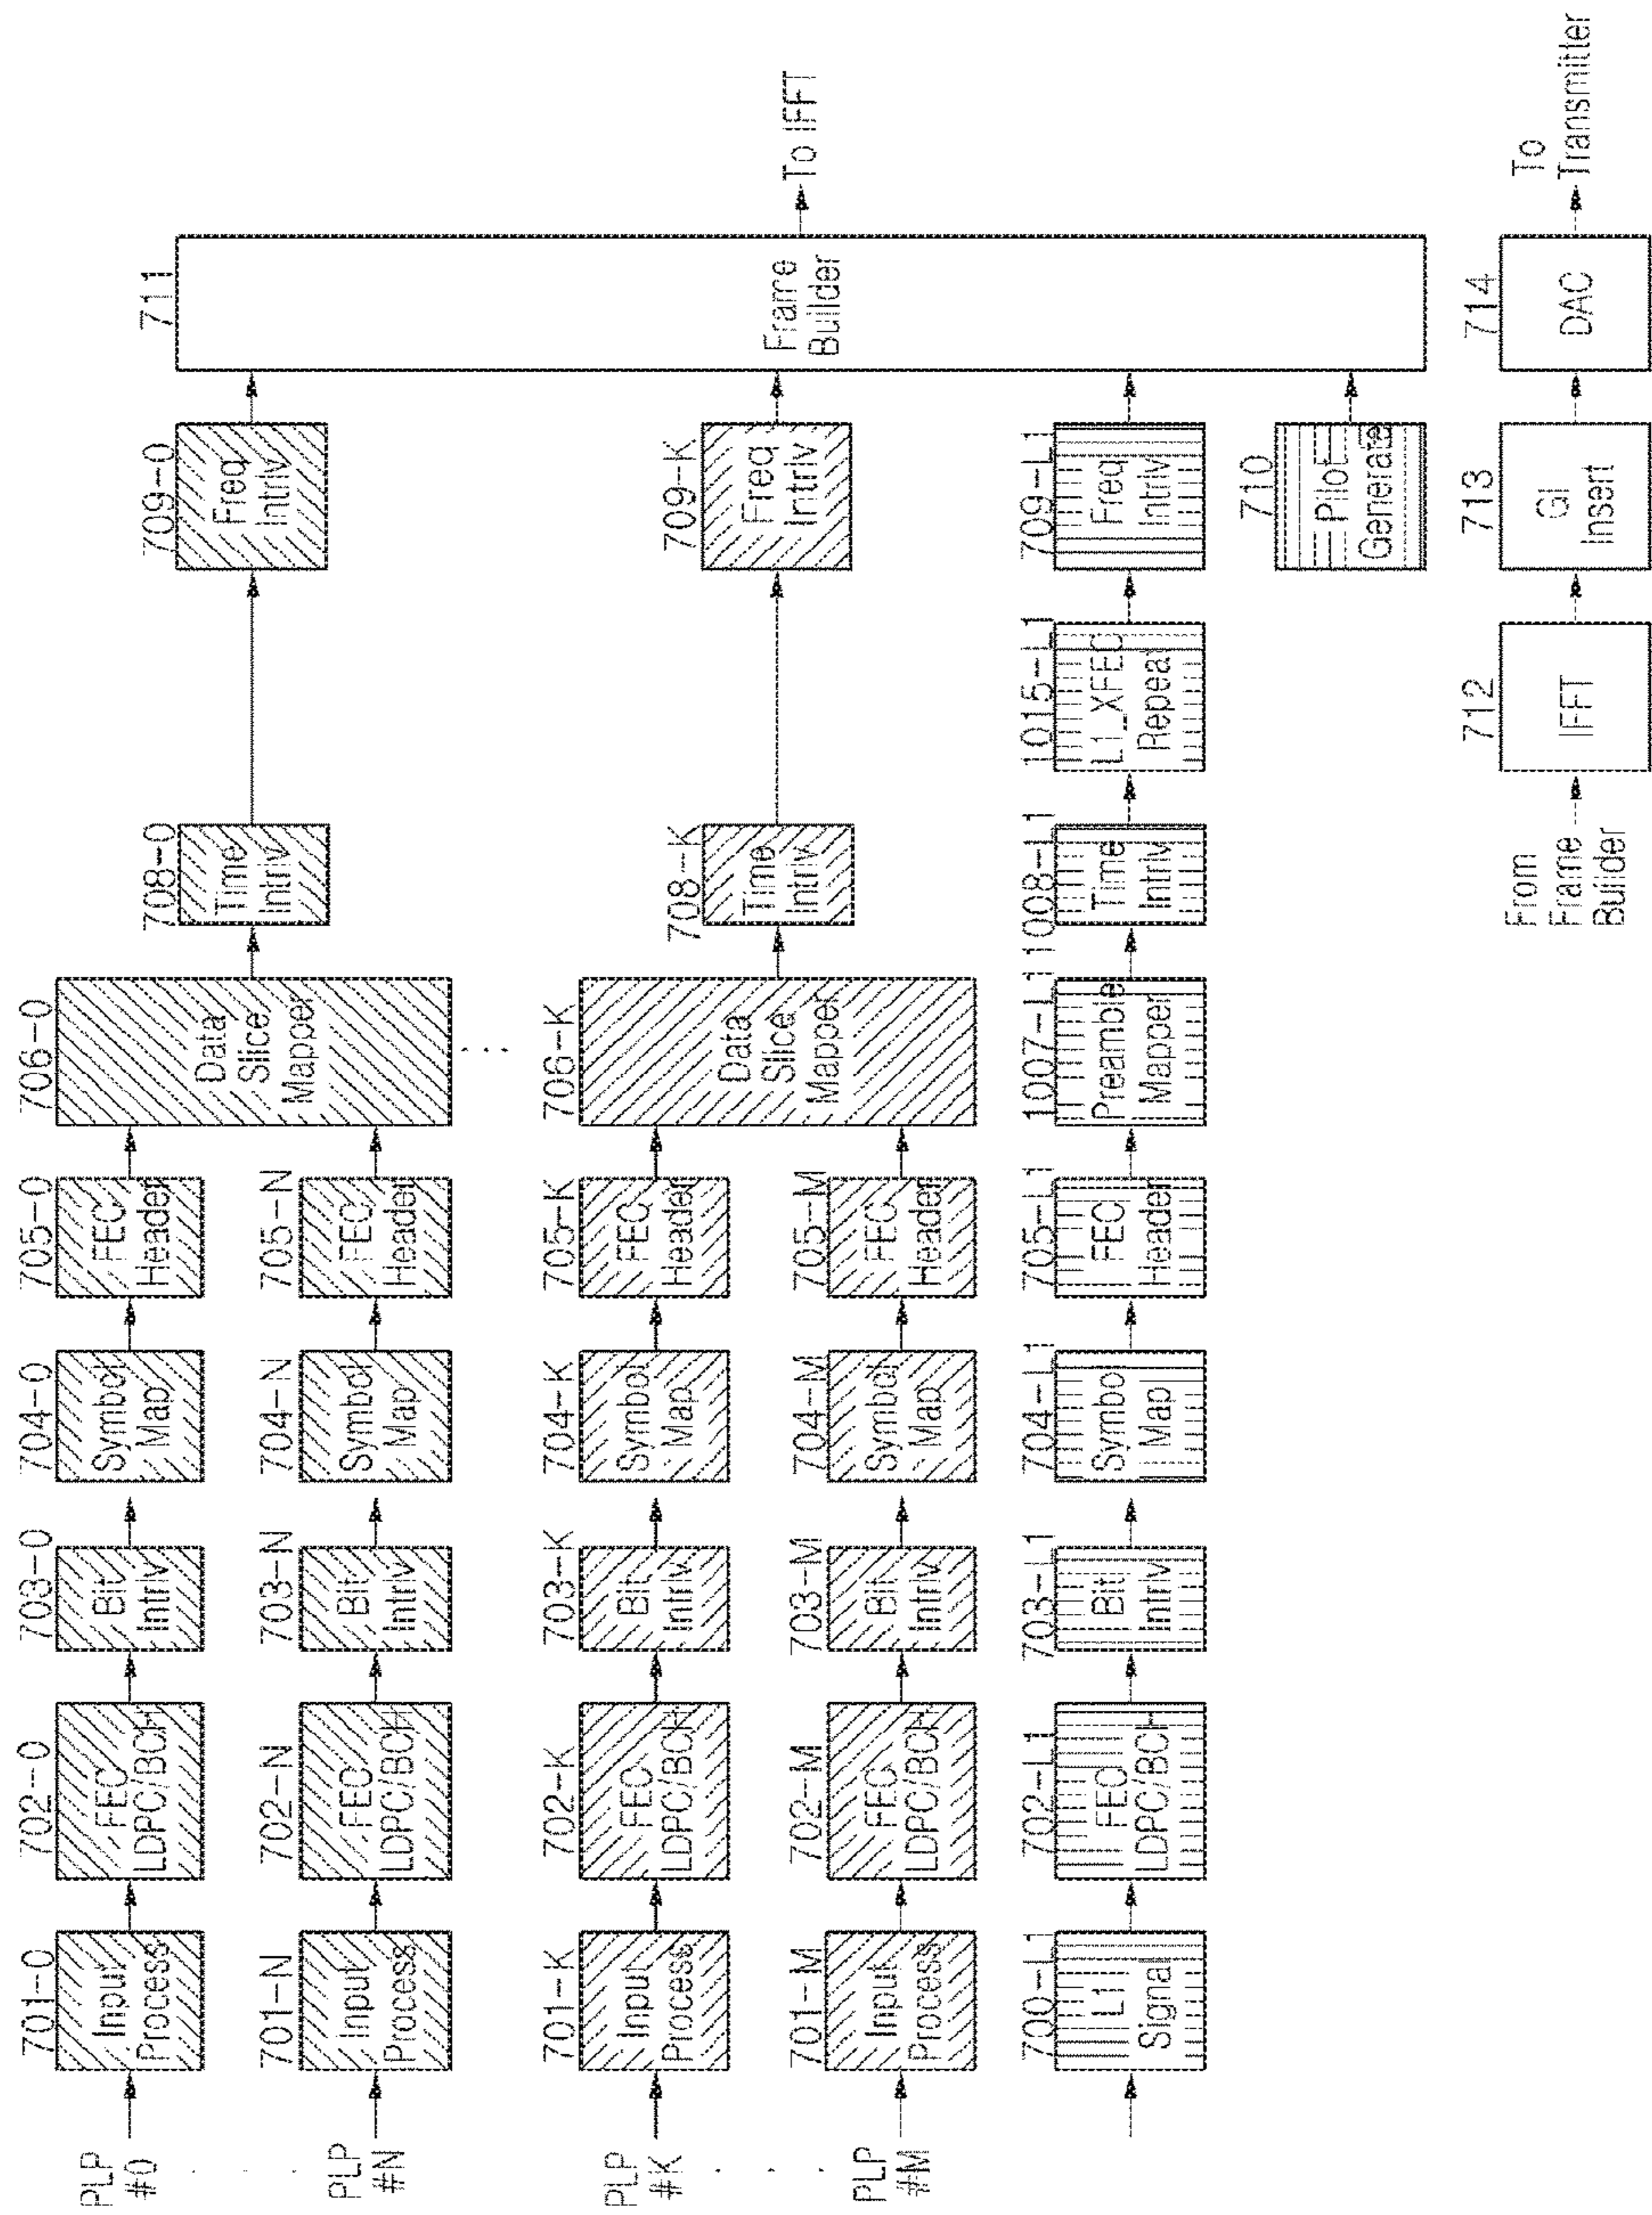 PLP
#0
701-0
Input
Process
702-0
FEC
LDPC/BCH
703-0
Bit
Intrlv
704-0
Symbol
Map
705-0
FEC
Header
706-0
Data
Slice
Mapper
708-0
Time
Intrlv
709-0
Freq
Intrlv
711
Frame
Builder
To IFFT
PLP
#N
701-N
Input
Process
702-N
FEC
LDPC/BCH
703-N
Bit
Intrlv
704-N
Symbol
Map
705-N
FEC
Header
PLP
#K
701-K
Input
Process
702-K
FEC
LDPC/BCH
703-K
Bit
Intrlv
704-K
Symbol
Map
705-K
FEC
Header
706-K
Data
Slice
Mapper
708-K
Time
Intrlv
709-K
Freq
Intrlv
PLP
#M
701-M
Input
Process
702-M
FEC
LDPC/BCH
703-M
Bit
Intrlv
704-M
Symbol
Map
705-M
FEC
Header
700-L1
L1
Signal
702-L1
FEC
LDPC/BCH
703-L1
Bit
Intrlv
704-L1
Symbol
Map
705-L1
FEC
Header
1007-L1
Preamble
Mapper
1008-L1
Time
Intrlv
1015-L1
L1_XFEC
Repeat
709-L1
Freq
Intrlv
710
Pilot
Generate
From
Frame
Builder
712
IFFT
713
GI
Insert
714
DAC
To
Transmitter